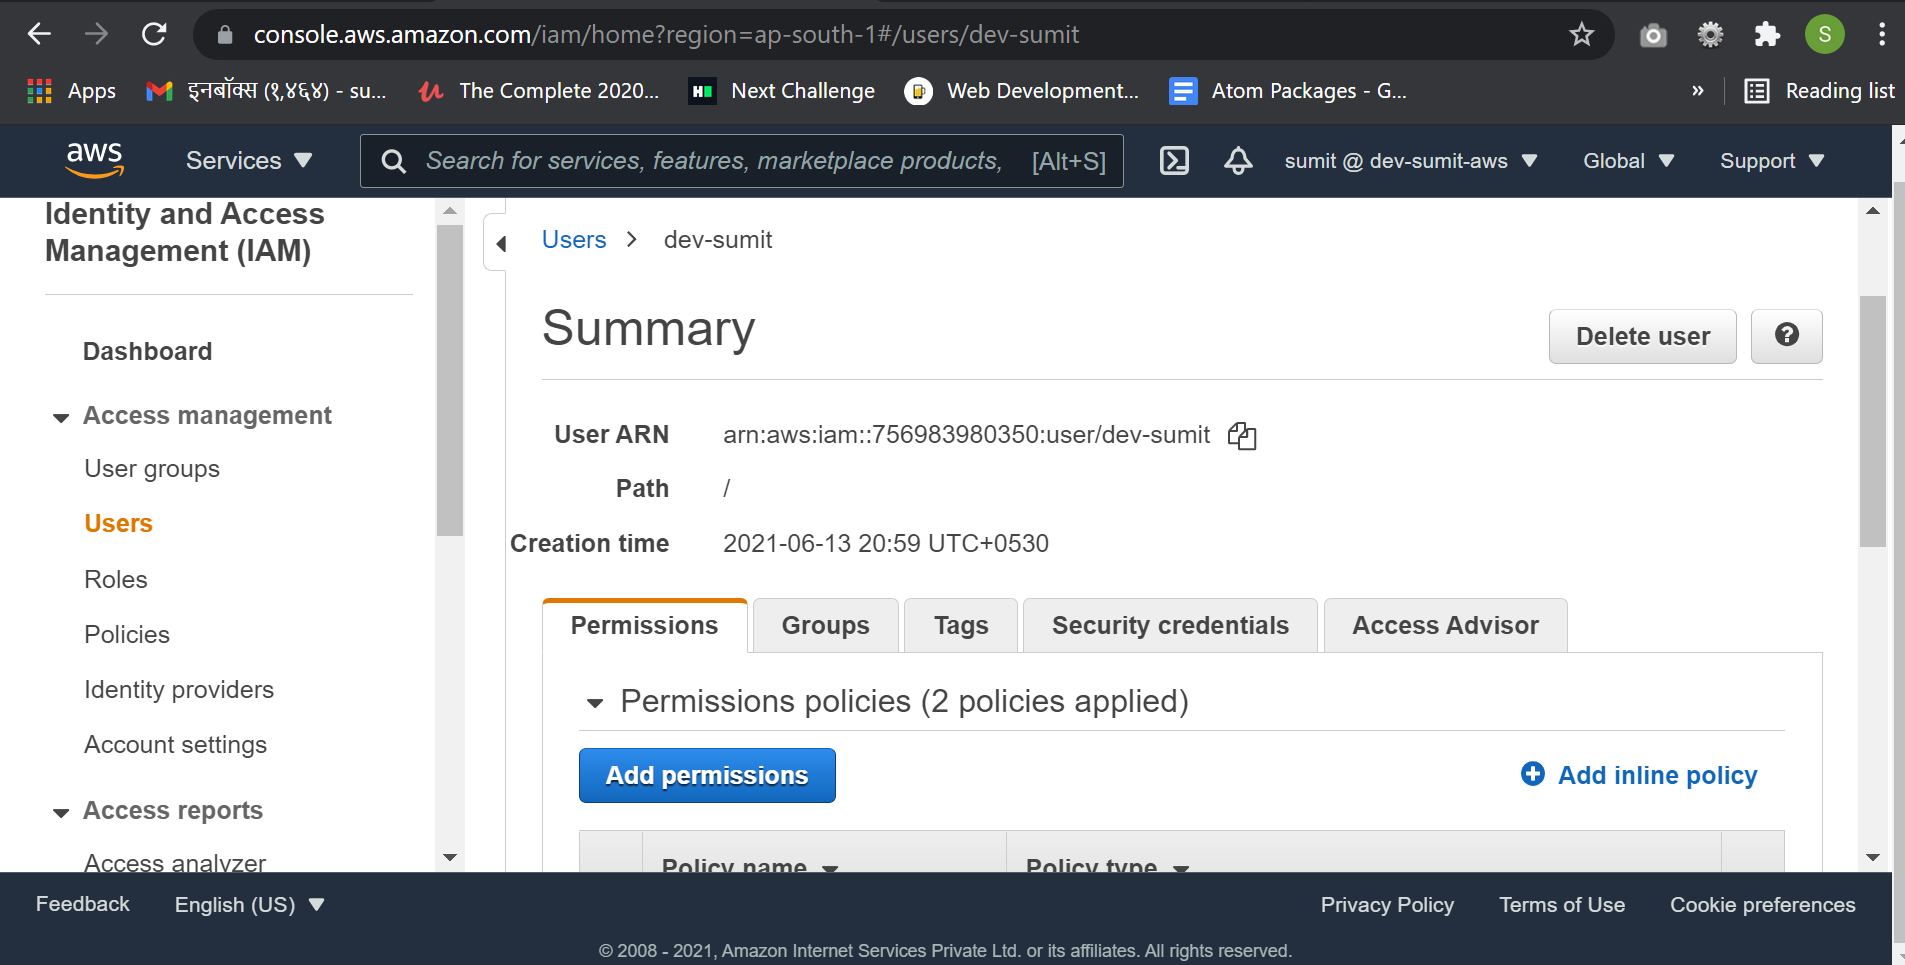 console.aws.amazon.com/iam/home?region=ap-south-1#/users/dev-sumit
S
Apps
इनबॉक्स (१,४६४) - su...
The Complete 2020...
Next Challenge
Web Development...
Atom Packages - G...
»
Reading list
aws
Services
Search for services, features, marketplace products, [Alt+S]
sumit @ dev-sumit-aws
Global
Support
Identity and Access
Management (IAM)
Dashboard
Access management
User groups
Users
Roles
Policies
Identity providers
Account settings
Access reports
Access analyzer
Users > dev-sumit
Summary
Delete user
?
User ARN arn:aws:iam::756983980350:user/dev-sumit
Path /
Creation time 2021-06-13 20:59 UTC+0530
Permissions
Groups
Tags
Security credentials
Access Advisor
Permissions policies (2 policies applied)
Add permissions
Add inline policy
Policy name
Policy type
Feedback
English (US)
Privacy Policy
Terms of Use
Cookie preferences
© 2008 - 2021, Amazon Internet Services Private Ltd. or its affiliates. All rights reserved.